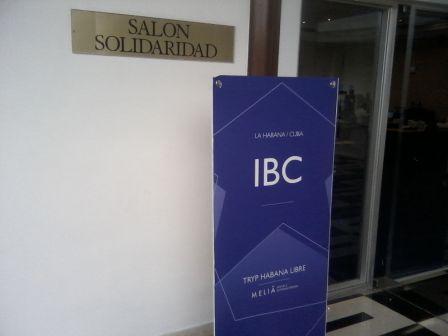 SALON
SOLIDARIDAD
LA HABANA / CUBA
IBC
TRYP HABANA LIBRE
MELIÃ